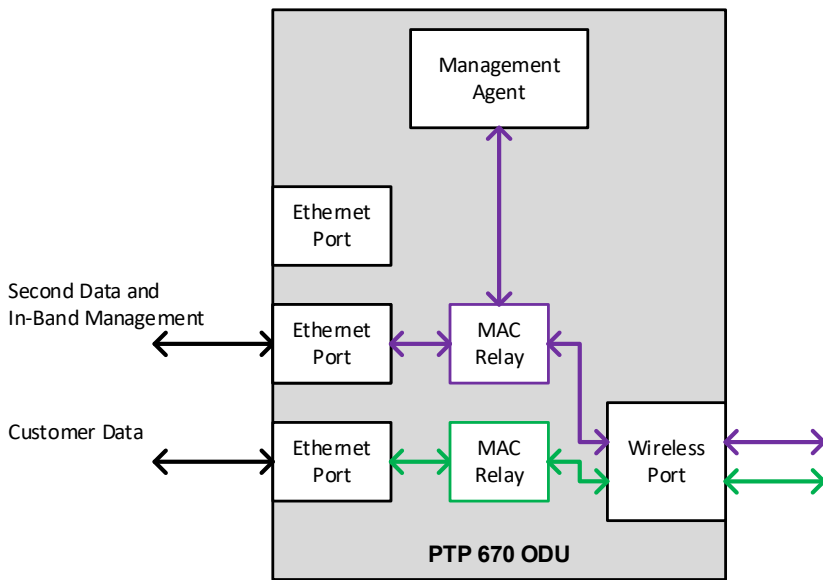 Management
Agent
Ethernet
Port
Second Data and
In-Band Management
Ethernet
Port
MAC
Relay
Customer Data
Ethernet
Port
MAC
Relay
Wireless
Port
PTP 670 ODU